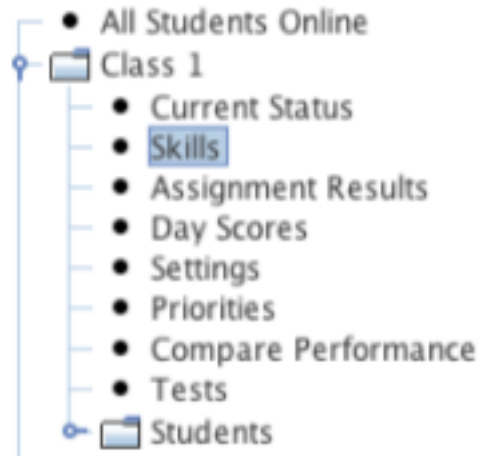 All Students Online
Class 1
Current Status
Skills
Assignment Results
Day Scores
Settings
Priorities
Compare Performance
Tests
Students